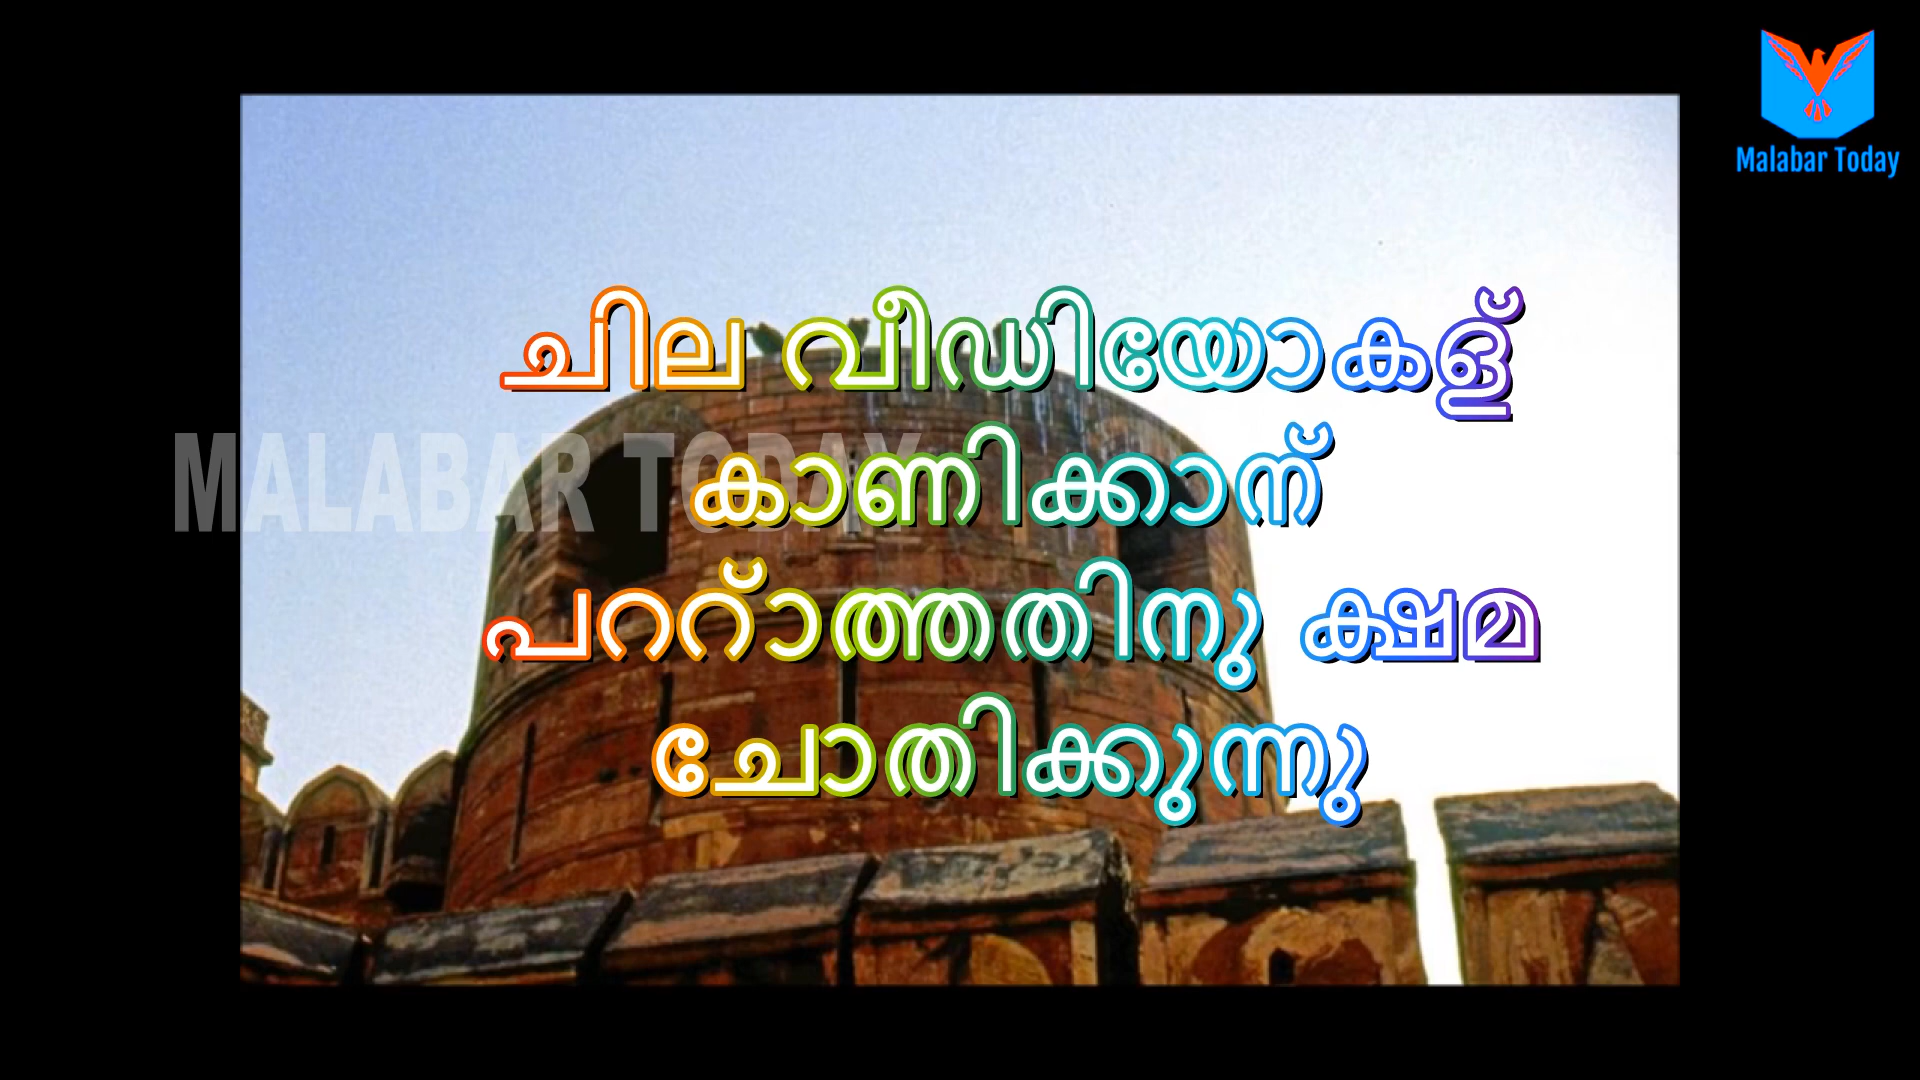 Malabar Today
ചില വീഡിയോകള്
MALABAR TODAY
കാണിക്കാന്
പററ്ാത്തതിനു ക്ഷമ
ചോതിക്കുന്നു